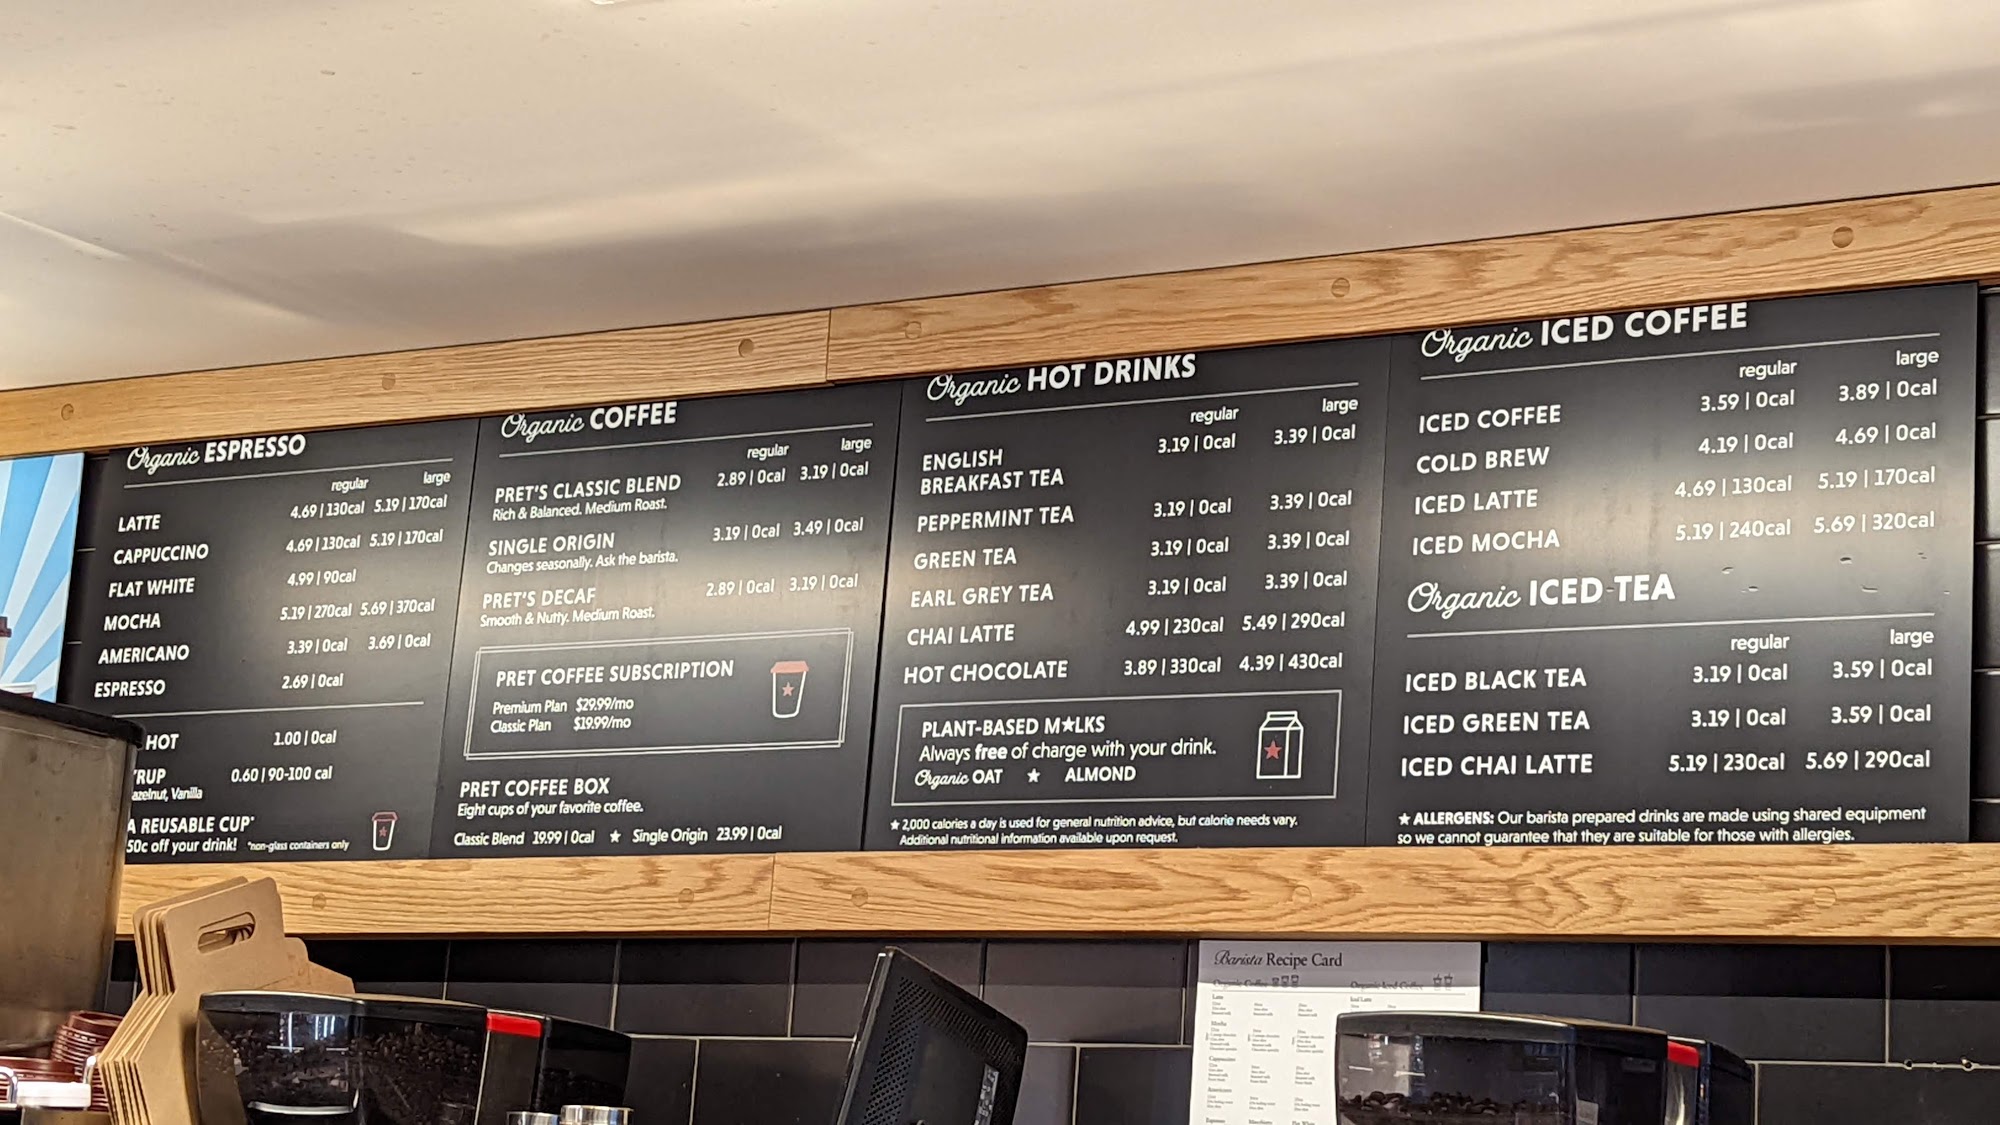 Organic ESPRESSO
regular large
LATTE 4.69 | 130cal 5.19 | 170cal
CAPPUCCINO 4.69 | 130cal 5.19 | 170cal
FLAT WHITE 4.99 | 90cal
MOCHA 5.19 | 270cal 5.69 | 370cal
AMERICANO 3.39 | 0cal 3.69 | 0cal
ESPRESSO 2.69 | 0cal
HOT 1.00 | 0cal
RUP 0.60 | 90-100 cal
azelnut, Vanilla
A REUSABLE CUP*
50c off your drink! *non-glass containers only
Organic COFFEE
regular large
PRET'S CLASSIC BLEND 2.89 | 0cal 3.19 | 0cal
Rich & Balanced. Medium Roast.
SINGLE ORIGIN 3.19 | 0cal 3.49 | 0cal
Changes seasonally. Ask the barista.
PRET'S DECAF 2.89 | 0cal 3.19 | 0cal
Smooth & Nutty. Medium Roast.
PRET COFFEE SUBSCRIPTION
Premium Plan $29.99/mo
Classic Plan $19.99/mo
PRET COFFEE BOX
Eight cups of your favorite coffee.
Classic Blend 19.99 | 0cal ★ Single Origin 23.99 | 0cal
Organic HOT DRINKS
regular large
ENGLISH
BREAKFAST TEA 3.19 | 0cal 3.39 | 0cal
PEPPERMINT TEA 3.19 | 0cal 3.39 | 0cal
GREEN TEA 3.19 | 0cal 3.39 | 0cal
EARL GREY TEA 3.19 | 0cal 3.39 | 0cal
CHAI LATTE 4.99 | 230cal 5.49 | 290cal
HOT CHOCOLATE 3.89 | 330cal 4.39 | 430cal
PLANT-BASED M★LKS
Always free of charge with your drink.
Organic OAT ★ ALMOND
★ 2,000 calories a day is used for general nutrition advice, but calorie needs vary.
Additional nutritional information available upon request.
Organic ICED COFFEE
regular large
ICED COFFEE 3.59 | 0cal 3.89 | 0cal
COLD BREW 4.19 | 0cal 4.69 | 0cal
ICED LATTE 4.69 | 130cal 5.19 | 170cal
ICED MOCHA 5.19 | 240cal 5.69 | 320cal
Organic ICED TEA
regular large
ICED BLACK TEA 3.19 | 0cal 3.59 | 0cal
ICED GREEN TEA 3.19 | 0cal 3.59 | 0cal
ICED CHAI LATTE 5.19 | 230cal 5.69 | 290cal
★ ALLERGENS: Our barista prepared drinks are made using shared equipment
so we cannot guarantee that they are suitable for those with allergies.
Barista Recipe Card
Organic Coffee Organic Iced Coffee